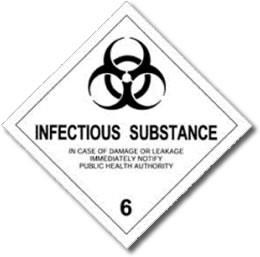 INFECTIOUS SUBSTANCE
IN CASE OF DAMAGE OR LEAKAGE
IMMEDIATELY NOTIFY
PUBLIC HEALTH AUTHORITY
6